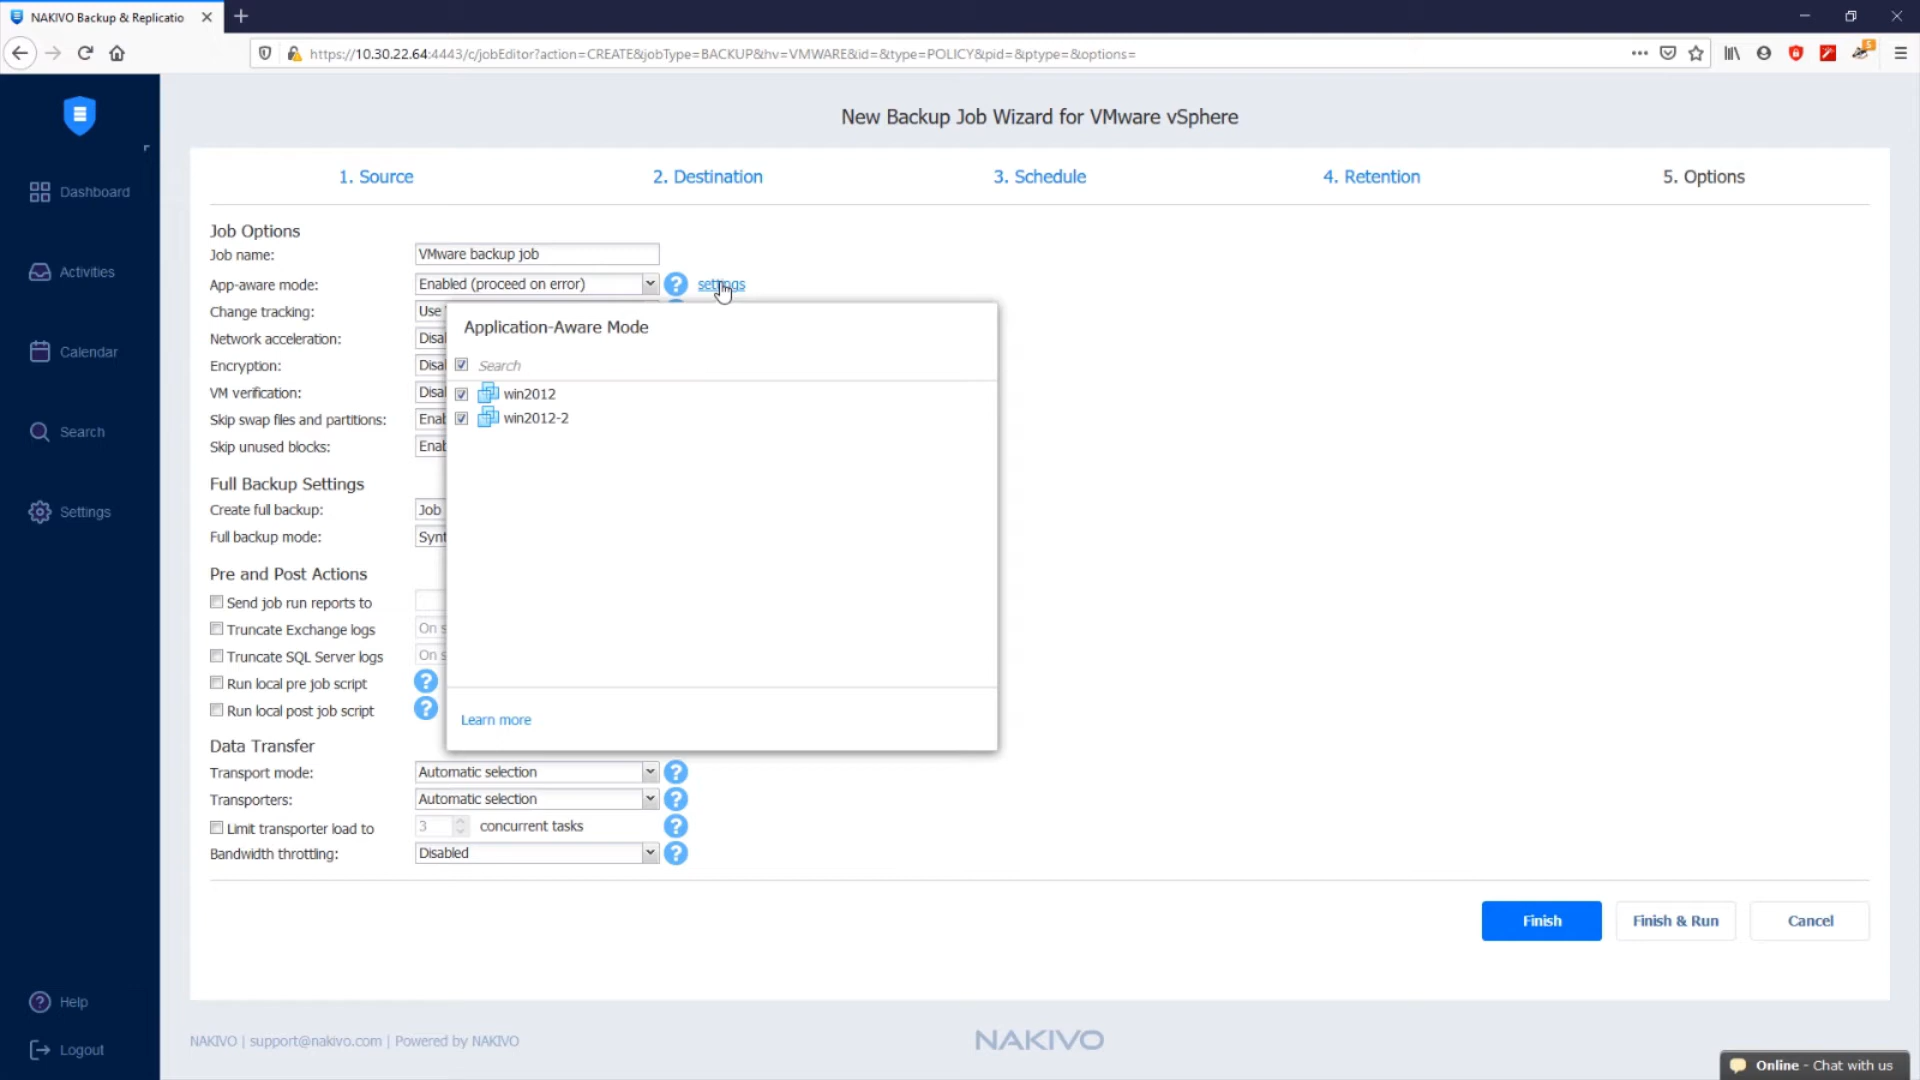 NAKIVO Backup & Replicatio
https://10.30.22.64:4443/c/jobEditor?action=CREATE&jobType=BACKUP&hv=VMWARE&id=&type=POLICY&pid=&ptype=&options=
5
New Backup Job Wizard for VMware vSphere
Dashboard
Activities
Calendar
Search
Settings
Help
Logout
1. Source
2. Destination
3. Schedule
4. Retention
5. Options
Job Options
Job name: VMware backup job
App-aware mode: Enabled (proceed on error) ? settings
Change tracking: Use
Network acceleration: Disal
Encryption: Disal
VM verification: Disal
Skip swap files and partitions: Enab
Skip unused blocks: Enab
Application-Aware Mode
Search
win2012
win2012-2
Learn more
Full Backup Settings
Create full backup: Job
Full backup mode: Synt
Pre and Post Actions
Send job run reports to
Truncate Exchange logs On s
Truncate SQL Server logs On s
Run local pre job script ?
Run local post job script ?
Data Transfer
Transport mode: Automatic selection ?
Transporters: Automatic selection ?
Limit transporter load to 3 concurrent tasks ?
Bandwidth throttling: Disabled ?
Finish
Finish & Run
Cancel
NAKIVO | support@nakivo.com | Powered by NAKIVO
NAKIVO
Online - Chat with us